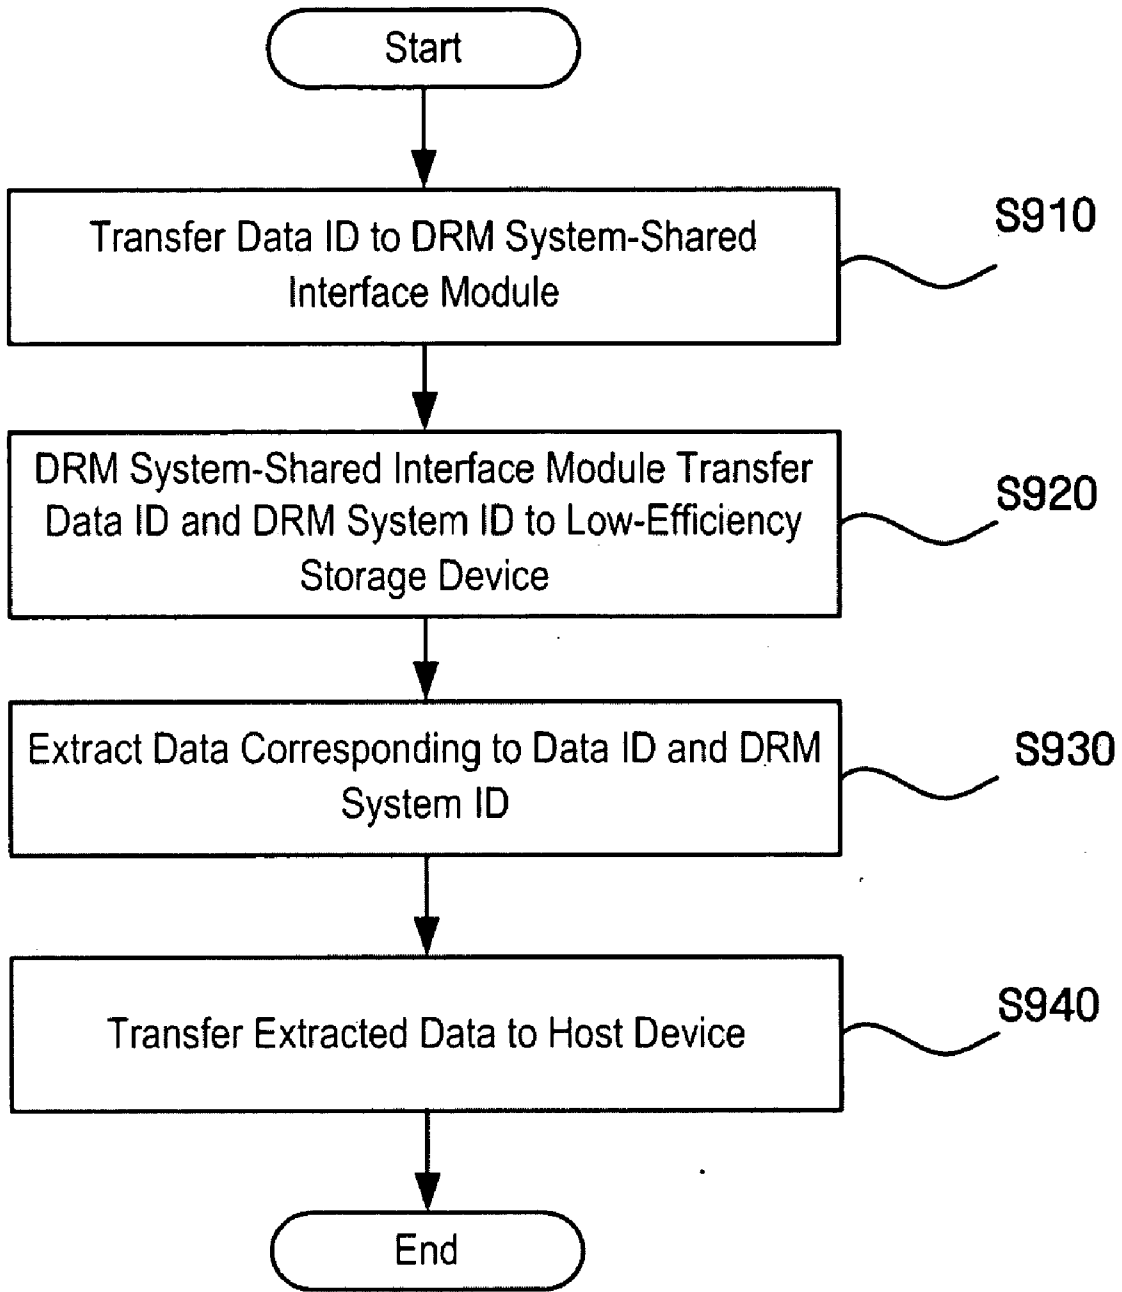 Start
Transfer Data ID to DRM System-Shared
Interface Module
S910
DRM System-Shared Interface Module Transfer
Data ID and DRM System ID to Low-Efficiency
Storage Device
S920
Extract Data Corresponding to Data ID and DRM
System ID
S930
Transfer Extracted Data to Host Device
S940
End